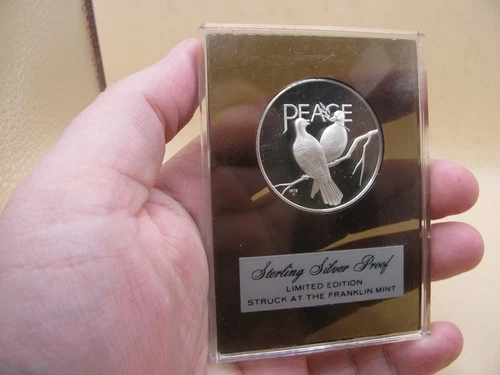 PEACE
Sterling Silver Proof
LIMITED EDITION
STRUCK AT THE FRANKLIN MINT